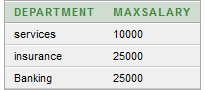 DEPARTMENT MAXSALARY
services 10000
insurance 25000
Banking 25000